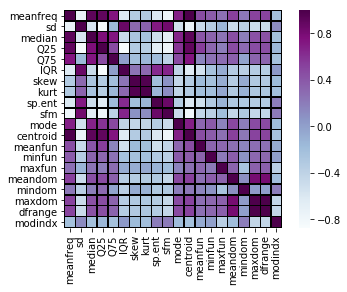 meanfreq
sd
median
Q25
Q75
IQR
skew
kurt
sp.ent
sfm
mode
centroid
meanfun
minfun
maxfun
meandom
mindom
maxdom
dfrange
modindx
meanfreq
sd
median
Q25
Q75
IQR
skew
kurt
sp.ent
sfm
mode
centroid
meanfun
minfun
maxfun
meandom
mindom
maxdom
dfrange
modindx
0.8
0.4
0.0
−0.4
−0.8